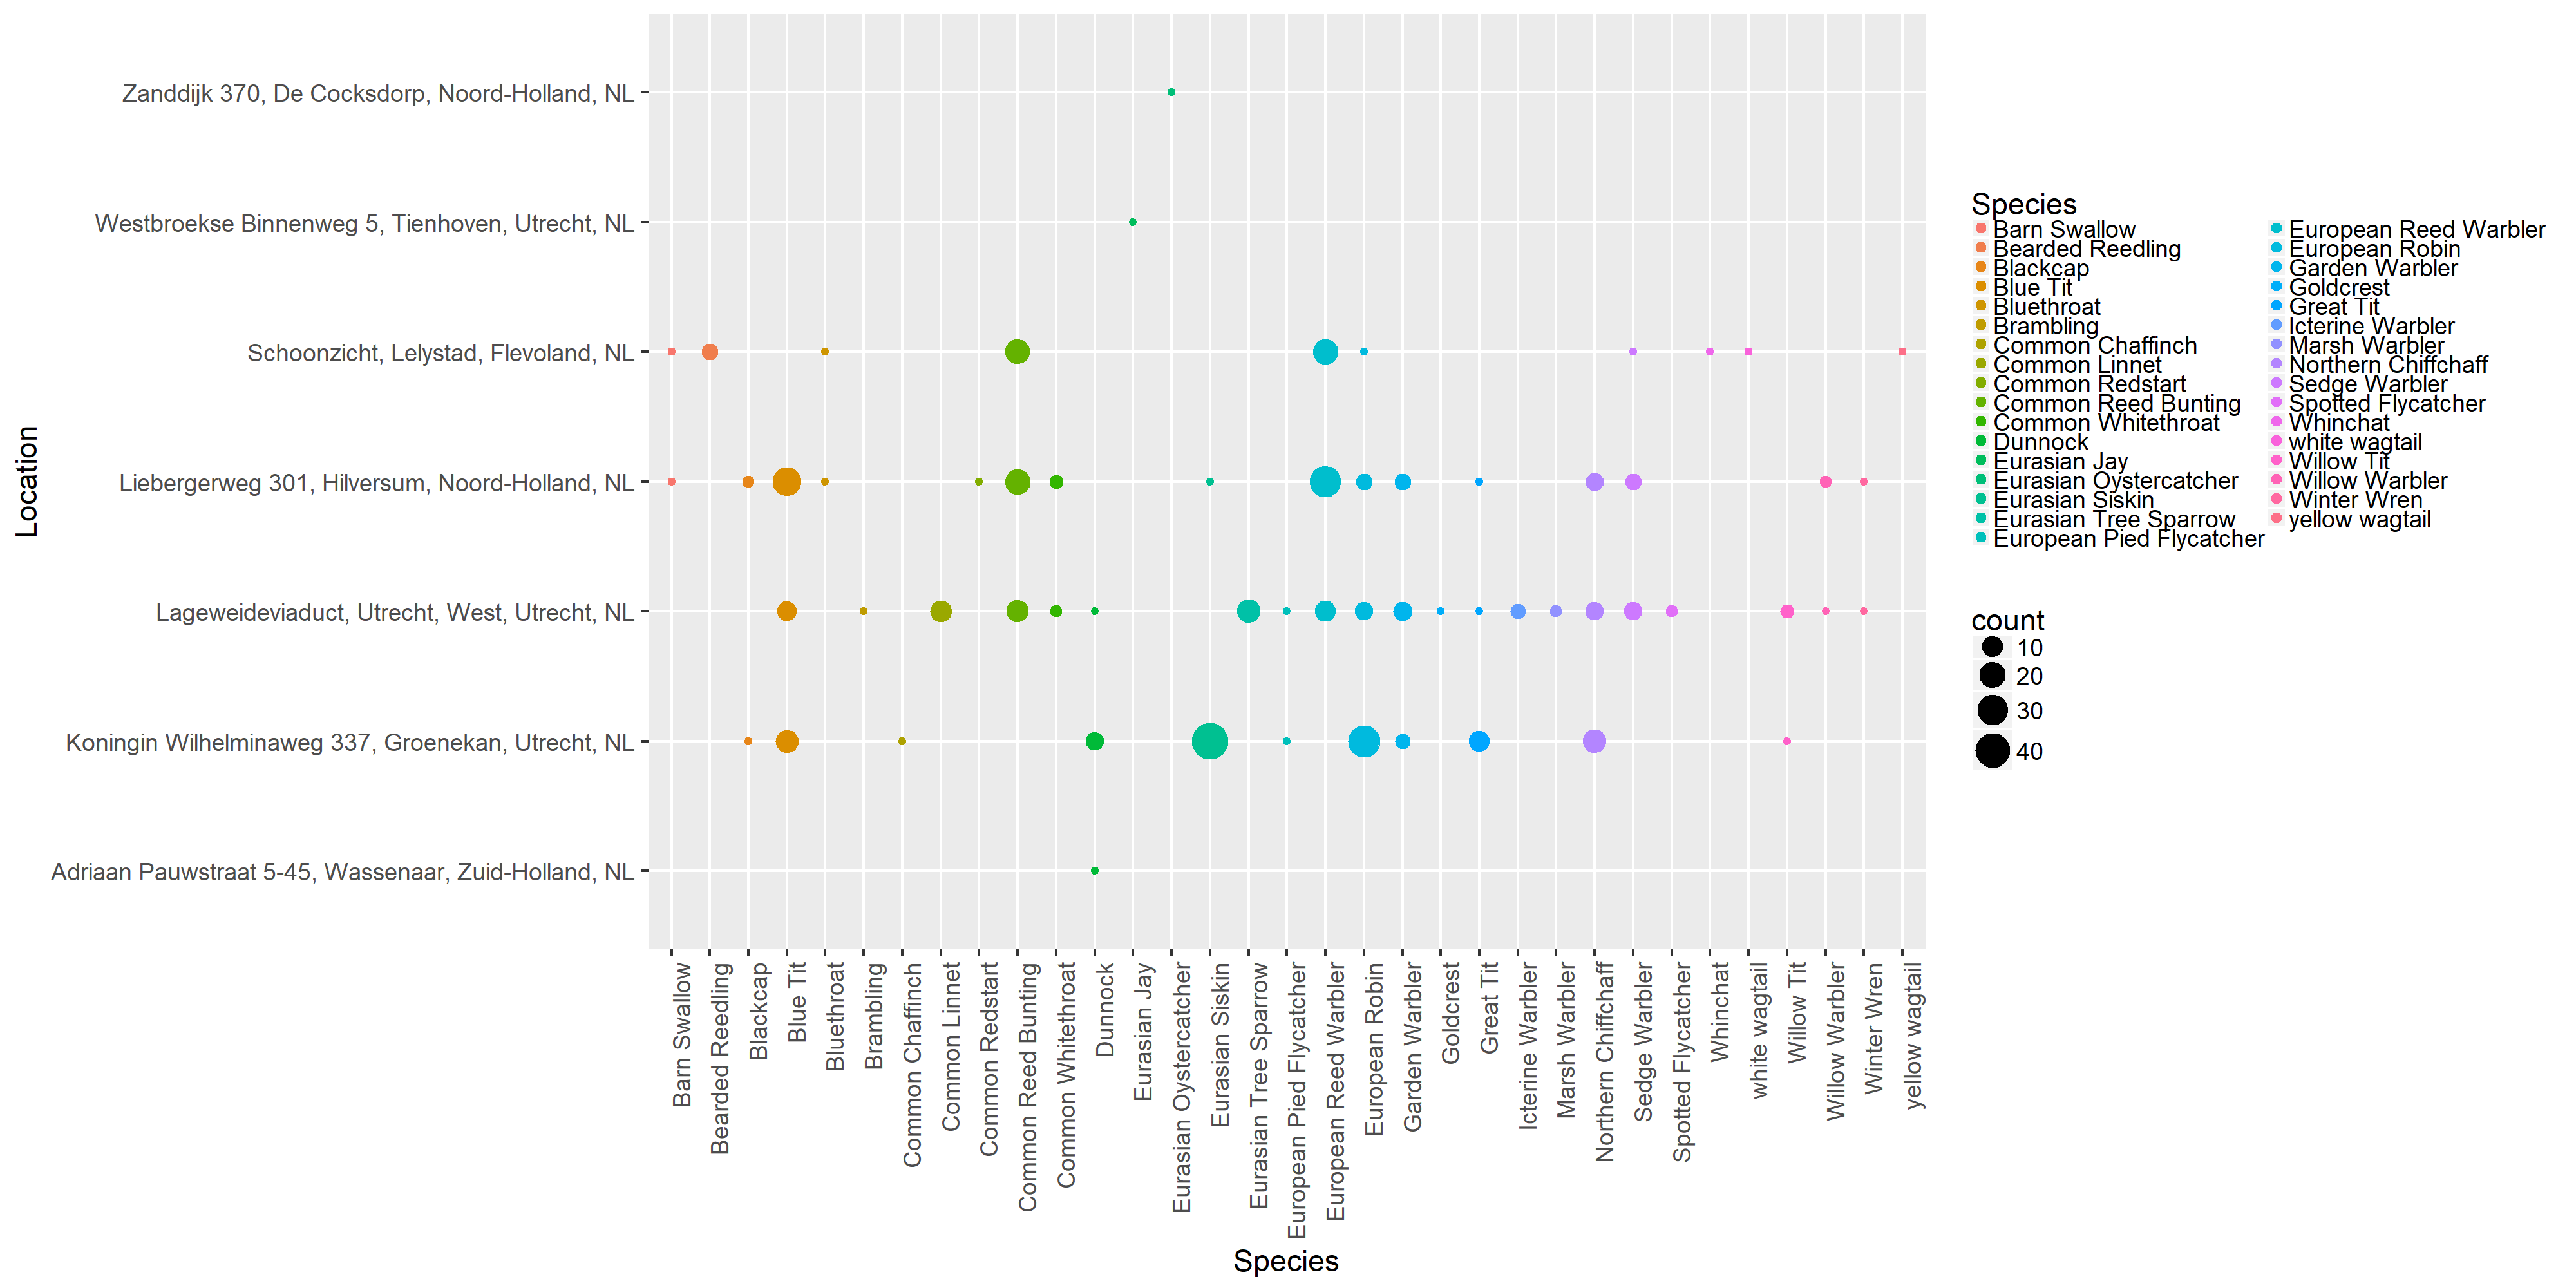 Location
Zanddijk 370, De Cocksdorp, Noord-Holland, NL
Westbroekse Binnenweg 5, Tienhoven, Utrecht, NL
Schoonzicht, Lelystad, Flevoland, NL
Liebergerweg 301, Hilversum, Noord-Holland, NL
Lageweideviaduct, Utrecht, West, Utrecht, NL
Koningin Wilhelminaweg 337, Groenekan, Utrecht, NL
Adriaan Pauwstraat 5-45, Wassenaar, Zuid-Holland, NL
Barn Swallow
Bearded Reedling
Blackcap
Blue Tit
Bluethroat
Brambling
Common Chaffinch
Common Linnet
Common Redstart
Common Reed Bunting
Common Whitethroat
Dunnock
Eurasian Jay
Eurasian Oystercatcher
Eurasian Siskin
Eurasian Tree Sparrow
European Pied Flycatcher
European Reed Warbler
European Robin
Garden Warbler
Goldcrest
Great Tit
Icterine Warbler
Marsh Warbler
Northern Chiffchaff
Sedge Warbler
Spotted Flycatcher
Whinchat
white wagtail
Willow Tit
Willow Warbler
Winter Wren
yellow wagtail
Species
Species
Barn Swallow
Bearded Reedling
Blackcap
Blue Tit
Bluethroat
Brambling
Common Chaffinch
Common Linnet
Common Redstart
Common Reed Bunting
Common Whitethroat
Dunnock
Eurasian Jay
Eurasian Oystercatcher
Eurasian Siskin
Eurasian Tree Sparrow
European Pied Flycatcher
European Reed Warbler
European Robin
Garden Warbler
Goldcrest
Great Tit
Icterine Warbler
Marsh Warbler
Northern Chiffchaff
Sedge Warbler
Spotted Flycatcher
Whinchat
white wagtail
Willow Tit
Willow Warbler
Winter Wren
yellow wagtail
count
10
20
30
40